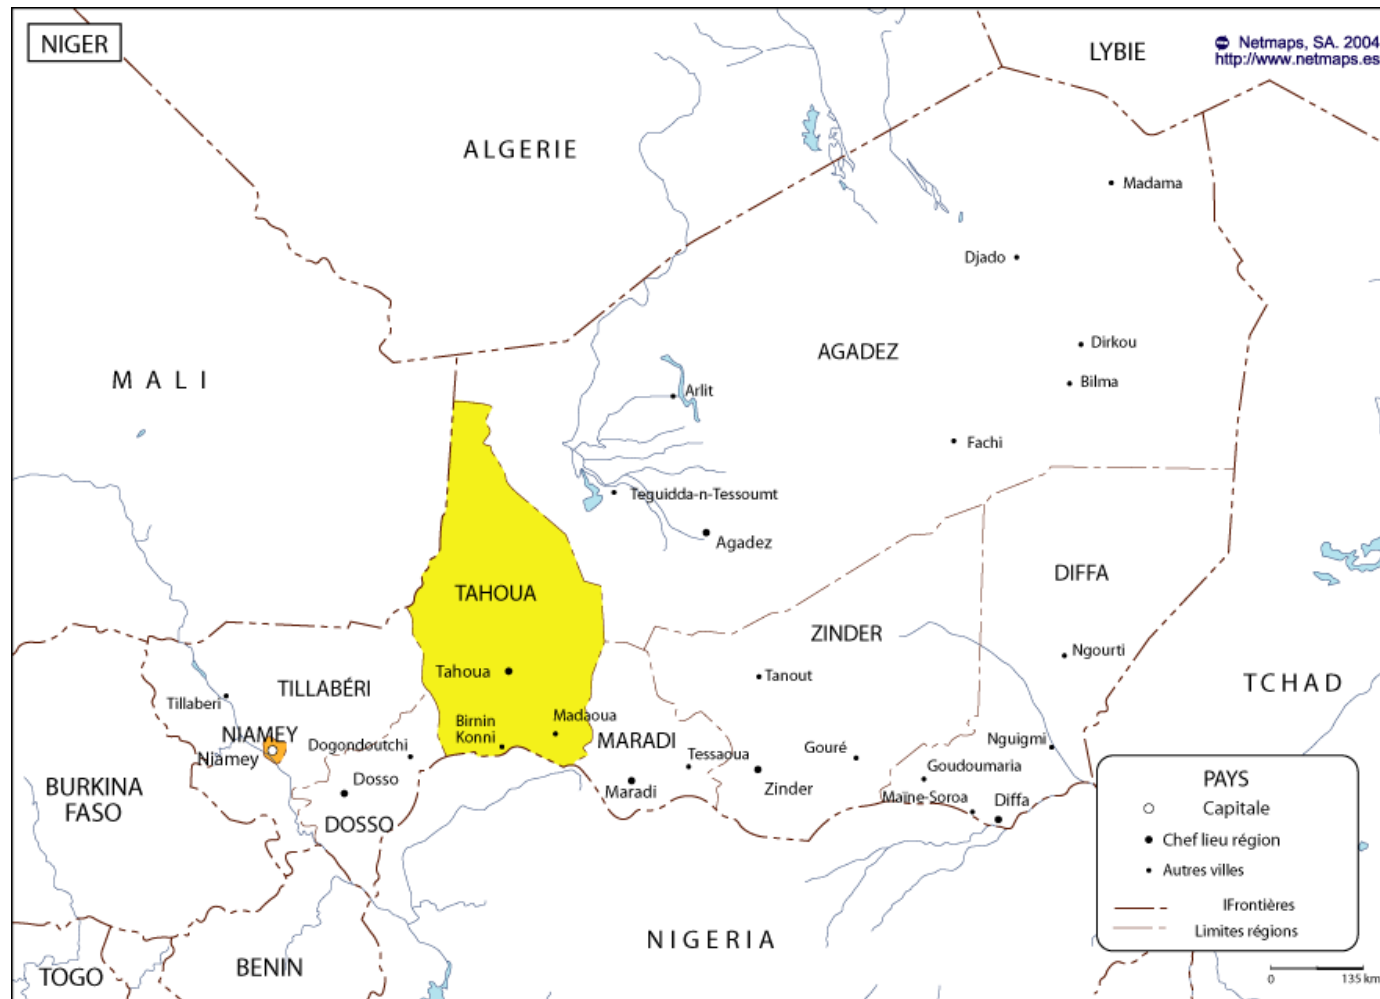 NIGER
LYBIE
Netmaps, SA. 2004
http://www.netmaps.es
ALGERIE
Madama
Djado
Dirkou
AGADEZ
MALI
Bilma
Arlit
Fachi
Teguidda-n-Tessoumt
Agadez
DIFFA
TAHOUA
ZINDER
Ngourti
Tahoua
Tanout
TCHAD
TILLABÉRI
Tillaberi
Madaoua
Birnin
Konni
NIAMEY
Niamey
Dogondoutchi
MARADI
Tessaoua
Gouré
Nguigmi
Goudoumaria
Dosso
Maradi
Zinder
Maïne-Soroa
Diffa
BURKINA
FASO
DOSSO
PAYS
Capitale
Chef lieu région
Autres villes
lFrontières
Limites régions
NIGERIA
BENIN
TOGO
0
135 km